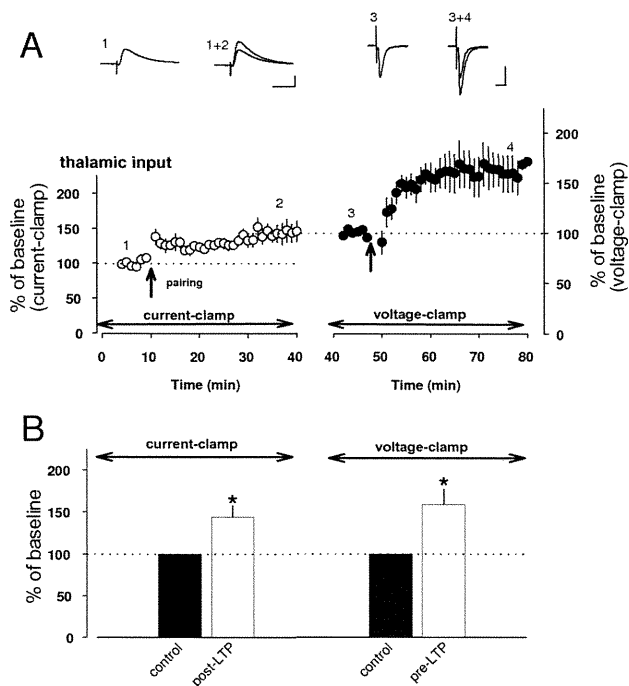 A
1
1+2
3
3+4
thalamic input
% of baseline
(current-clamp)
200
150
100
50
0
1
2
pairing
current-clamp
0
10
20
30
40
Time (min)
3
4
voltage-clamp
40
50
60
70
80
Time (min)
200
150
100
50
0
% of baseline
(voltage-clamp)
B
current-clamp
voltage-clamp
% of baseline
200
150
100
50
0
*
*
control
post-LTP
control
pre-LTP